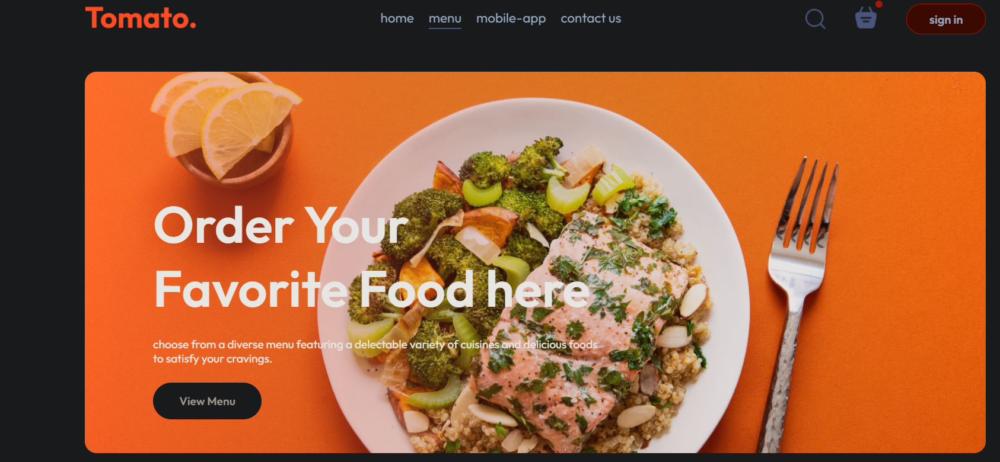 Tomato.
home menu mobile-app contact us
sign in
Order Your
Favorite Food here
choose from a diverse menu featuring a delectable variety of cuisines and delicious foods
to satisfy your cravings.
View Menu